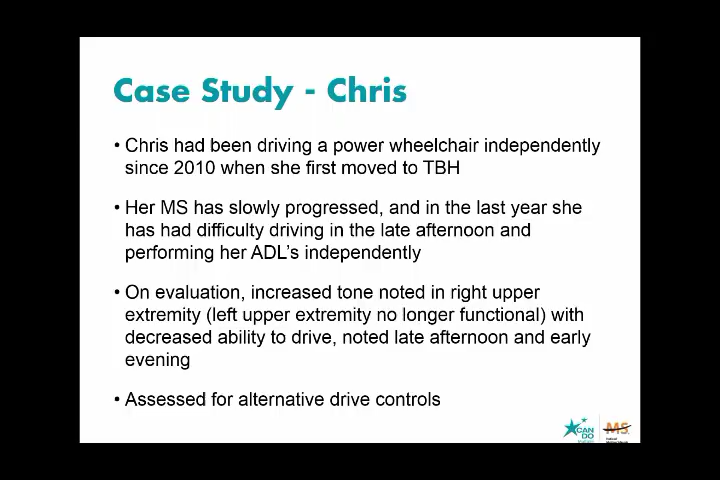 Case Study - Chris
• Chris had been driving a power wheelchair independently
since 2010 when she first moved to TBH
• Her MS has slowly progressed, and in the last year she
has had difficulty driving in the late afternoon and
performing her ADL's independently
• On evaluation, increased tone noted in right upper
extremity (left upper extremity no longer functional) with
decreased ability to drive, noted late afternoon and early
evening
• Assessed for alternative drive controls
CAN
DO
MS